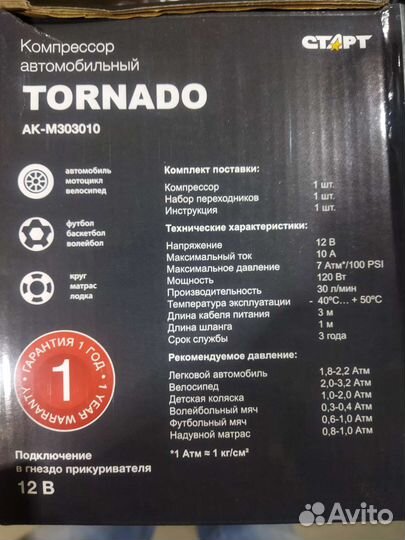 Компрессор
автомобильный
СТАРТ
TORNADO
АК-М303010
автомобиль
мотоцикл
велосипед
футбол
баскетбол
волейбол
круг
матрас
лодка
Комплект поставки:
Компрессор 1 шт.
Набор переходников 1 шт.
Инструкция 1 шт.
Технические характеристики:
Напряжение 12 В
Максимальный ток 10 А
Максимальное давление 7 Атм*/100 PSI
Мощность 120 Вт
Производительность 30 л/мин
Температура эксплуатации - 40°С... + 50°С
Длина кабеля питания 3 м
Длина шланга 1 м
Срок службы 3 года
Рекомендуемое давление:
Легковой автомобиль 1,8-2,2 Атм
Велосипед 2,0-3,2 Атм
Детская коляска 1,0-2,0 Атм
Волейбольный мяч 0,3-0,4 Атм
Футбольный мяч 0,6-1,0 Атм
Надувной матрас 0,8-1,0 Атм
*1 Атм ≈ 1 кг/см²
ГАРАНТИЯ 1 ГОД
1
1 YEAR WARRANTY
Подключение
в гнездо прикуривателя
12 В
Avito